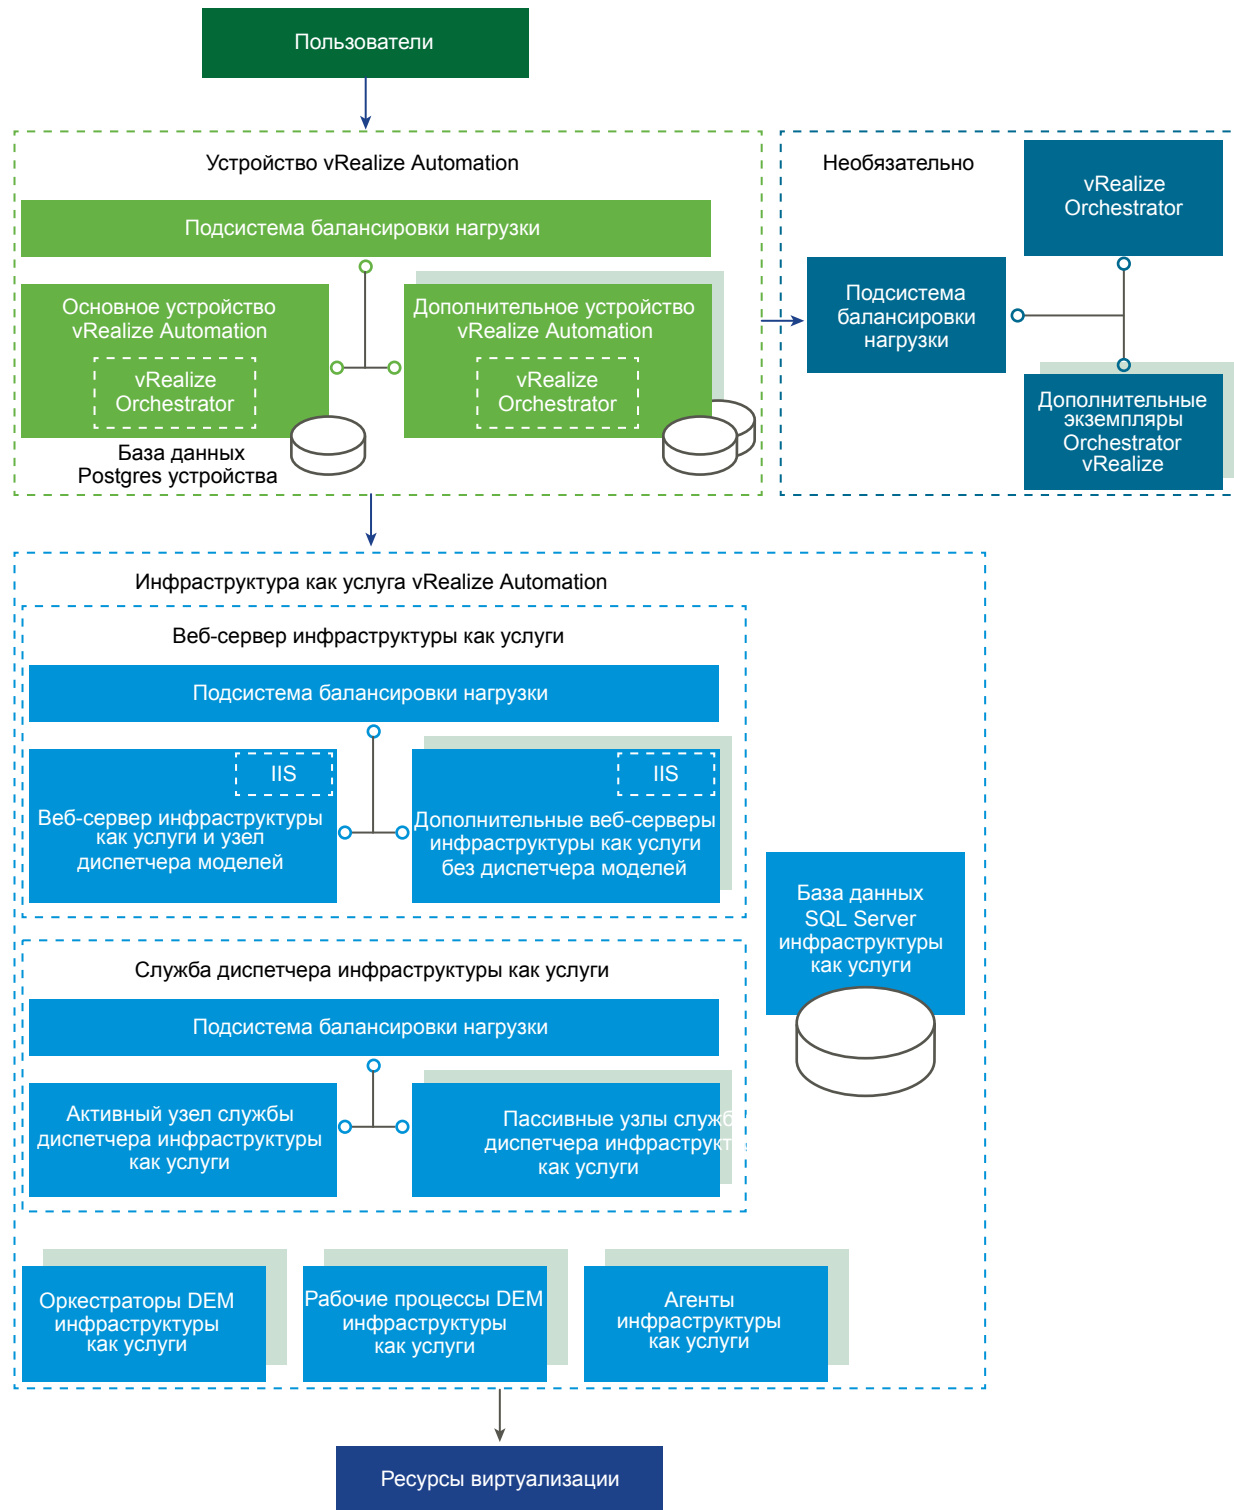 Пользователи
Устройство vRealize Automation
Подсистема балансировки нагрузки
Основное устройство
vRealize Automation
vRealize
Orchestrator
Дополнительное устройство
vRealize Automation
vRealize
Orchestrator
База данных
Postgres устройства
Необязательно
vRealize
Orchestrator
Подсистема
балансировки
нагрузки
Дополнительные
экземпляры
Orchestrator
vRealize
Инфраструктура как услуга vRealize Automation
Веб-сервер инфраструктуры как услуги
Подсистема балансировки нагрузки
IIS
Веб-сервер инфраструктуры
как услуги и узел
диспетчера моделей
IIS
Дополнительные веб-серверы
инфраструктуры как услуги
без диспетчера моделей
База данных
SQL Server
инфраструктуры
как услуги
Служба диспетчера инфраструктуры как услуги
Подсистема балансировки нагрузки
Активный узел службы
диспетчера инфраструктуры
как услуги
Пассивные узлы
диспетчера
как услуги
Оркестраторы DEM
инфраструктуры
как услуги
Рабочие процессы DEM
инфраструктуры
как услуги
Агенты
инфраструктуры
как услуги
Ресурсы виртуализации